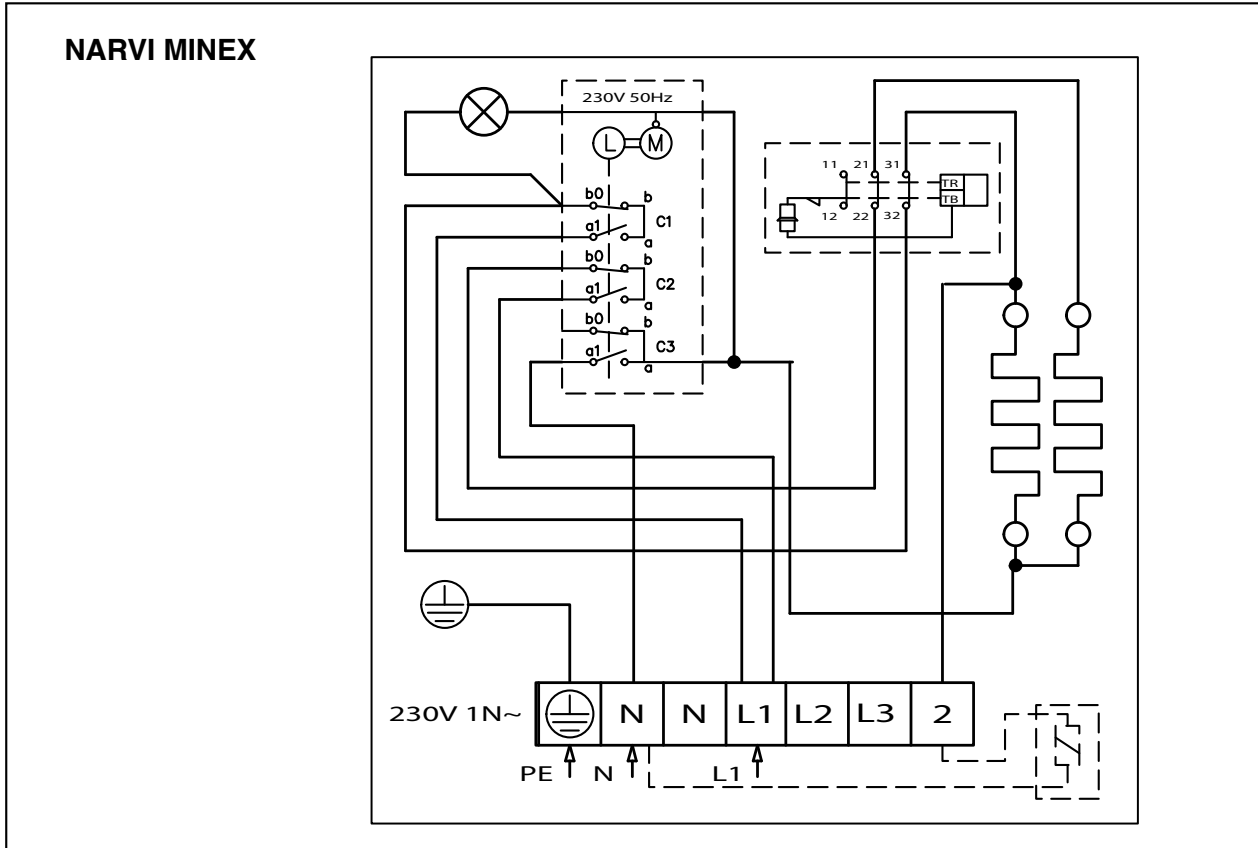 NARVI MINEX
230V 50Hz
L M
11 21 31
TR
TB
12 22 32
b0 b
C1
a1 a
b0 b
C2
a1 a
b0 b
C3
a1 a
230V 1N~ N N L1 L2 L3 2
PE N L1